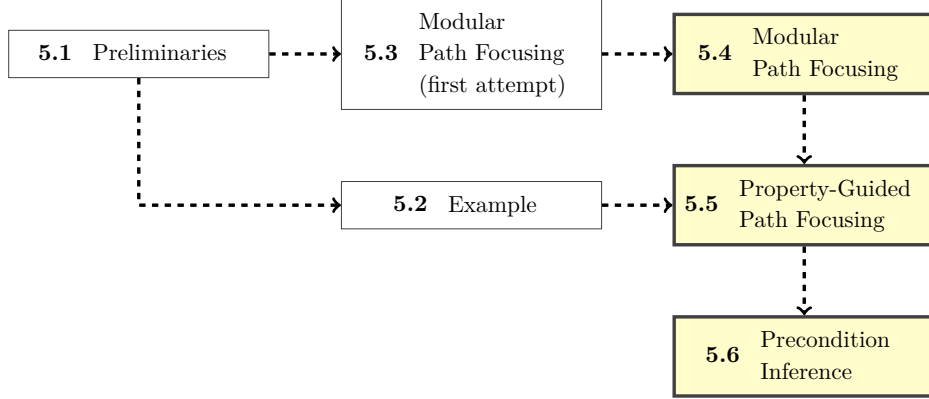 5.1 Preliminaries
5.3 Modular
Path Focusing
(first attempt)
5.4 Modular
Path Focusing
5.2 Example
5.5 Property-Guided
Path Focusing
5.6 Precondition
Inference